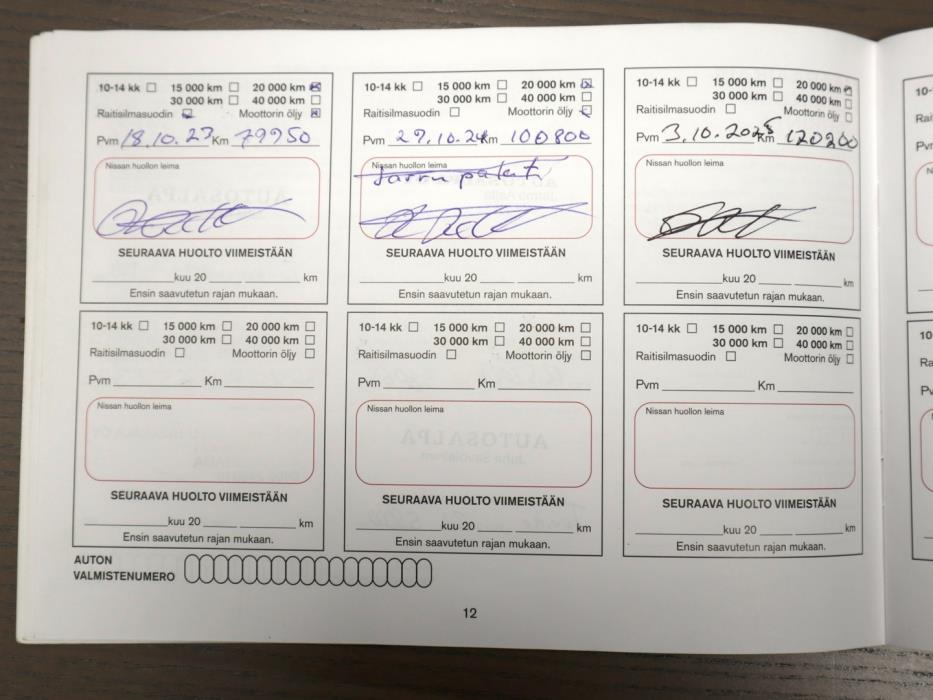 10-14 kk 15 000 km 20 000 km
30 000 km 40 000 km
Raitisilmasuodin Moottorin öljy
Pvm 18.10.23 Km 79950
Nissan huollon leima
SEURAAVA HUOLTO VIIMEISTÄÄN
kuu 20 km
Ensin saavutetun rajan mukaan.
10-14 kk 15 000 km 20 000 km
30 000 km 40 000 km
Raitisilmasuodin Moottorin öljy
Pvm 29.10.24 Km 100800
Nissan huollon leima
Jarru palat
SEURAAVA HUOLTO VIIMEISTÄÄN
kuu 20 km
Ensin saavutetun rajan mukaan.
10-14 kk 15 000 km 20 000 km
30 000 km 40 000 km
Raitisilmasuodin Moottorin öljy
Pvm 3.10.2025 Km 120200
Nissan huollon leima
SEURAAVA HUOLTO VIIMEISTÄÄN
kuu 20 km
Ensin saavutetun rajan mukaan.
10-14 kk 15 000 km 20 000 km
30 000 km 40 000 km
Raitisilmasuodin Moottorin öljy
Pvm Km
Nissan huollon leima
SEURAAVA HUOLTO VIIMEISTÄÄN
kuu 20 km
Ensin saavutetun rajan mukaan.
10-14 kk 15 000 km 20 000 km
30 000 km 40 000 km
Raitisilmasuodin Moottorin öljy
Pvm Km
Nissan huollon leima
SEURAAVA HUOLTO VIIMEISTÄÄN
kuu 20 km
Ensin saavutetun rajan mukaan.
10-14 kk 15 000 km 20 000 km
30 000 km 40 000 km
Raitisilmasuodin Moottorin öljy
Pvm Km
Nissan huollon leima
SEURAAVA HUOLTO VIIMEISTÄÄN
kuu 20 km
Ensin saavutetun rajan mukaan.
AUTON
VALMISTENUMERO
12